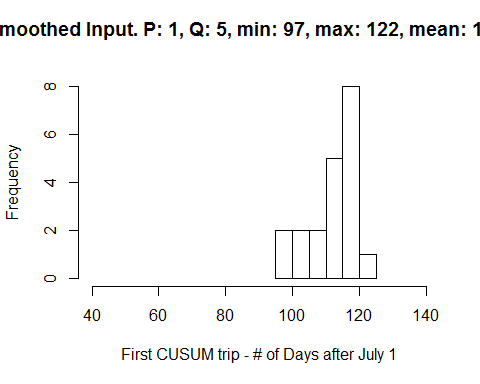 moothed Input. P: 1, Q: 5, min: 97, max: 122, mean: 1
Frequency
8
6
4
2
0
40 60 80 100 120 140
First CUSUM trip - # of Days after July 1